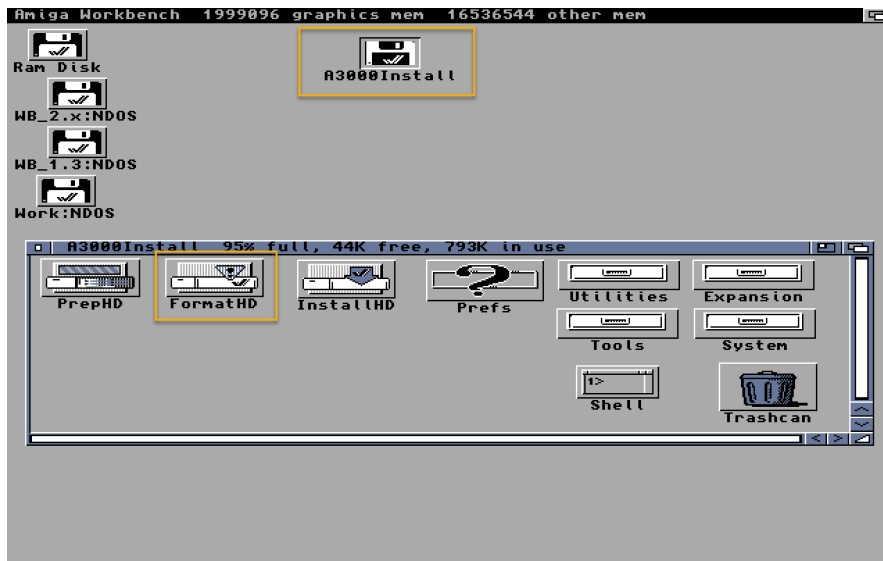 Amiga Workbench  1999096 graphics mem  16536544 other mem
Ram Disk
A3000Install
WB_2.x:NDOS
WB_1.3:NDOS
Work:NDOS
A3000Install  95% full, 44K free, 793K in use
PrepHD
FormatHD
InstallHD
Prefs
Utilities
Expansion
Tools
System
1>
Shell
Trashcan